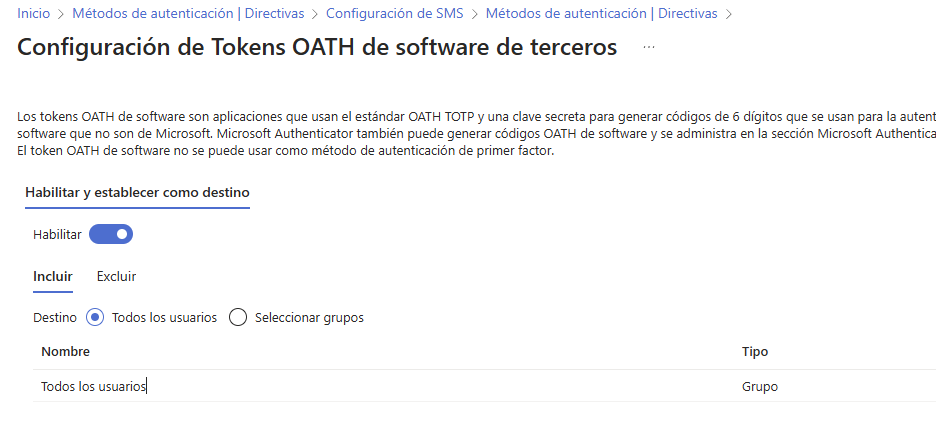 Inicio > Métodos de autenticación | Directivas > Configuración de SMS > Métodos de autenticación | Directivas >
Configuración de Tokens OATH de software de terceros ...
Los tokens OATH de software son aplicaciones que usan el estándar OATH TOTP y una clave secreta para generar códigos de 6 dígitos que se usan para la autent
software que no son de Microsoft. Microsoft Authenticator también puede generar códigos OATH de software y se administra en la sección Microsoft Authentica
El token OATH de software no se puede usar como método de autenticación de primer factor.
Habilitar y establecer como destino
Habilitar
Incluir Excluir
Destino Todos los usuarios Seleccionar grupos
Nombre Tipo
Todos los usuarios Grupo